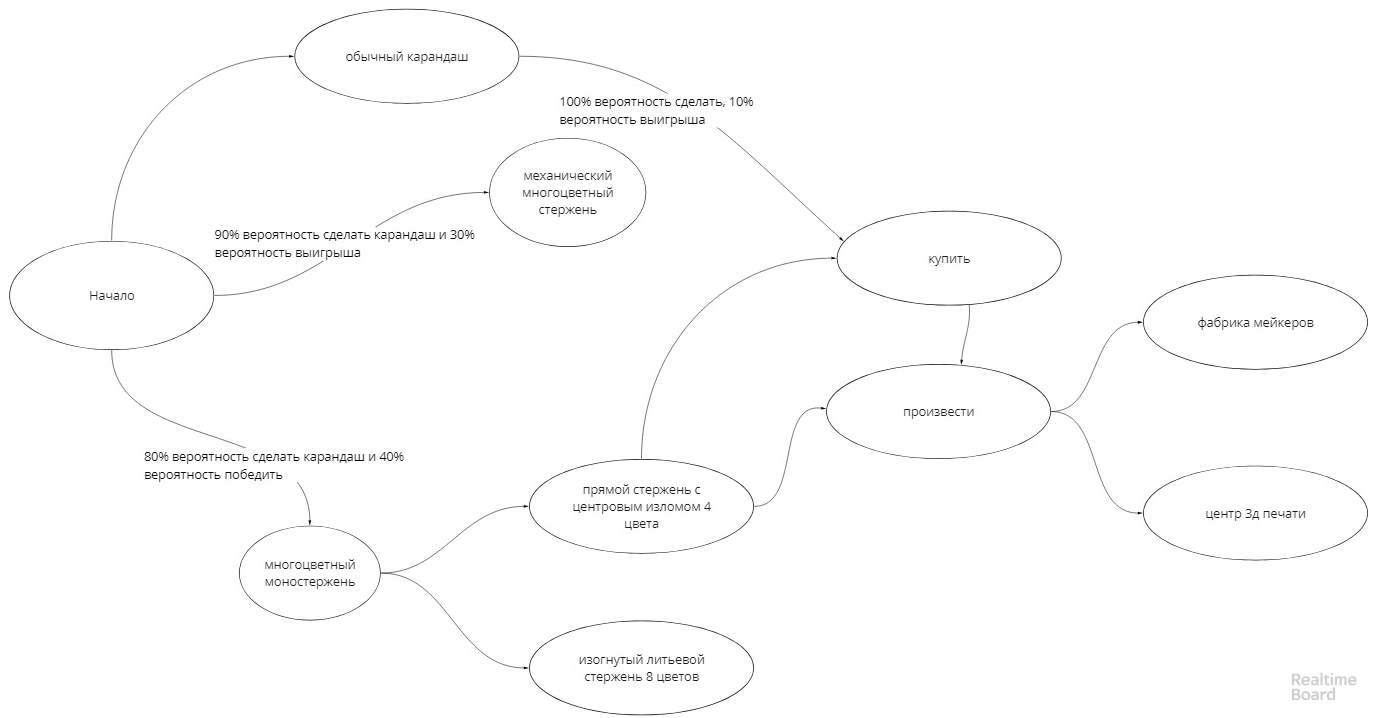 обычный карандаш
100% вероятность сделать, 10%
вероятность выигрыша
механический
многоцветный
стержень
90% вероятность сделать карандаш и 30%
вероятность выигрыша
Начало
купить
фабрика мейкеров
произвести
80% вероятность сделать карандаш и 40%
вероятность победить
прямой стержень с
центровым изломом 4
цвета
центр 3д печати
многоцветный
моностержень
изогнутый литьевой
стержень 8 цветов
Realtime
Board